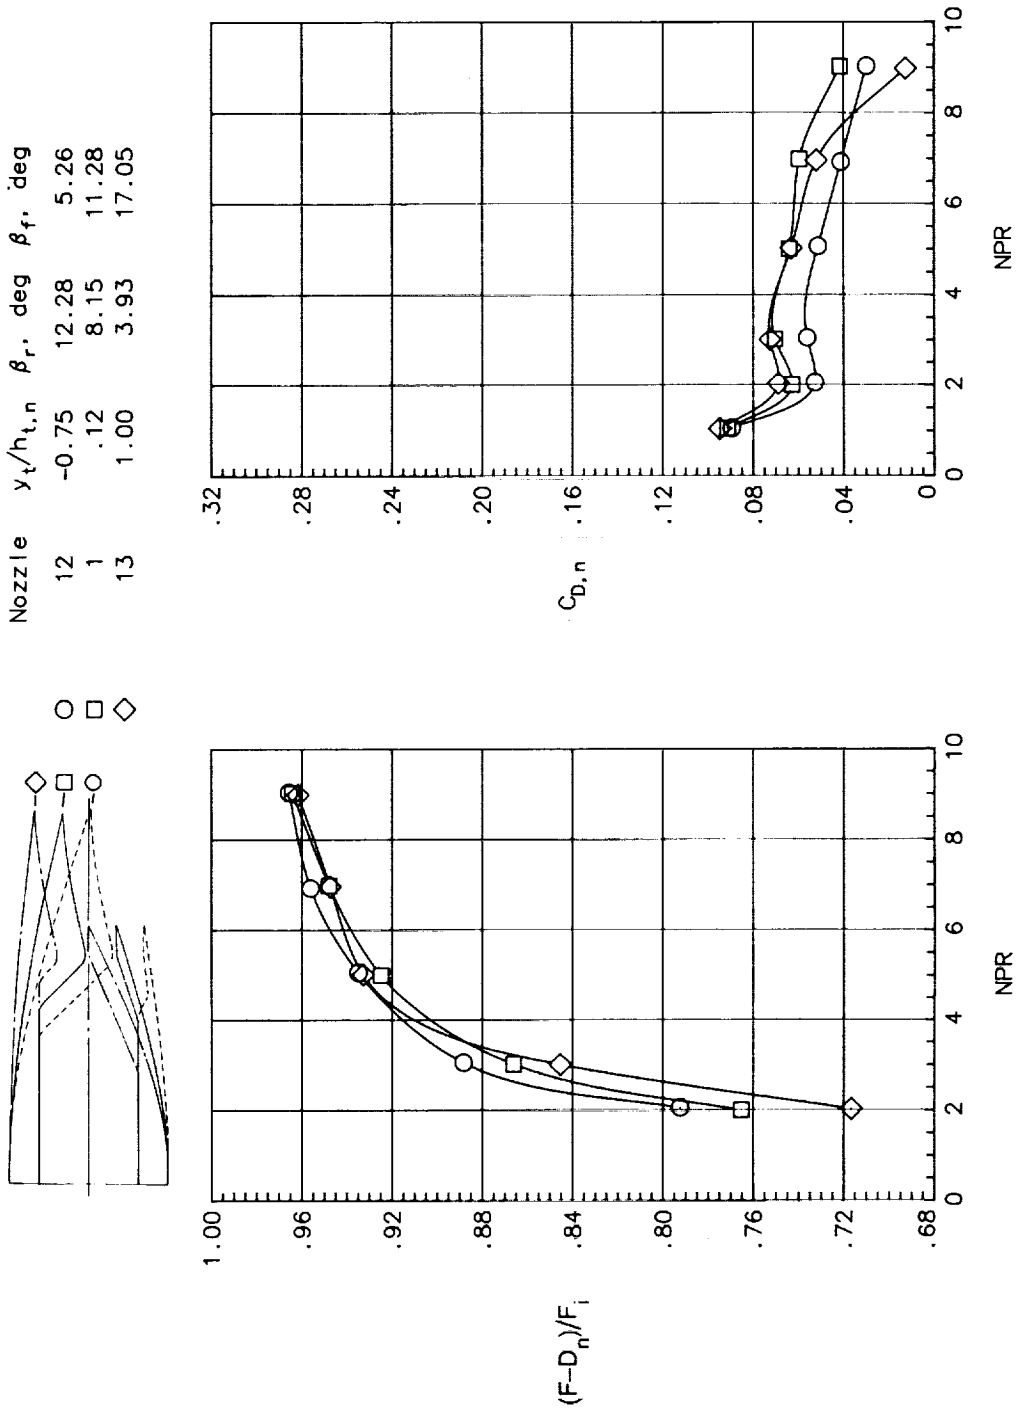 Nozzle y_t/h_t,n β_r, deg β_f, deg
12 -0.75 12.28 5.26
1 .12 8.15 11.28
13 1.00 3.93 17.05
1.00
.96
.92
.88
.84
.80
.76
.72
.68
(F-D_n)/F_i
0 2 4 6 8 10
NPR
.32
.28
.24
.20
.16
.12
.08
.04
0
C_D,n
0 2 4 6 8 10
NPR